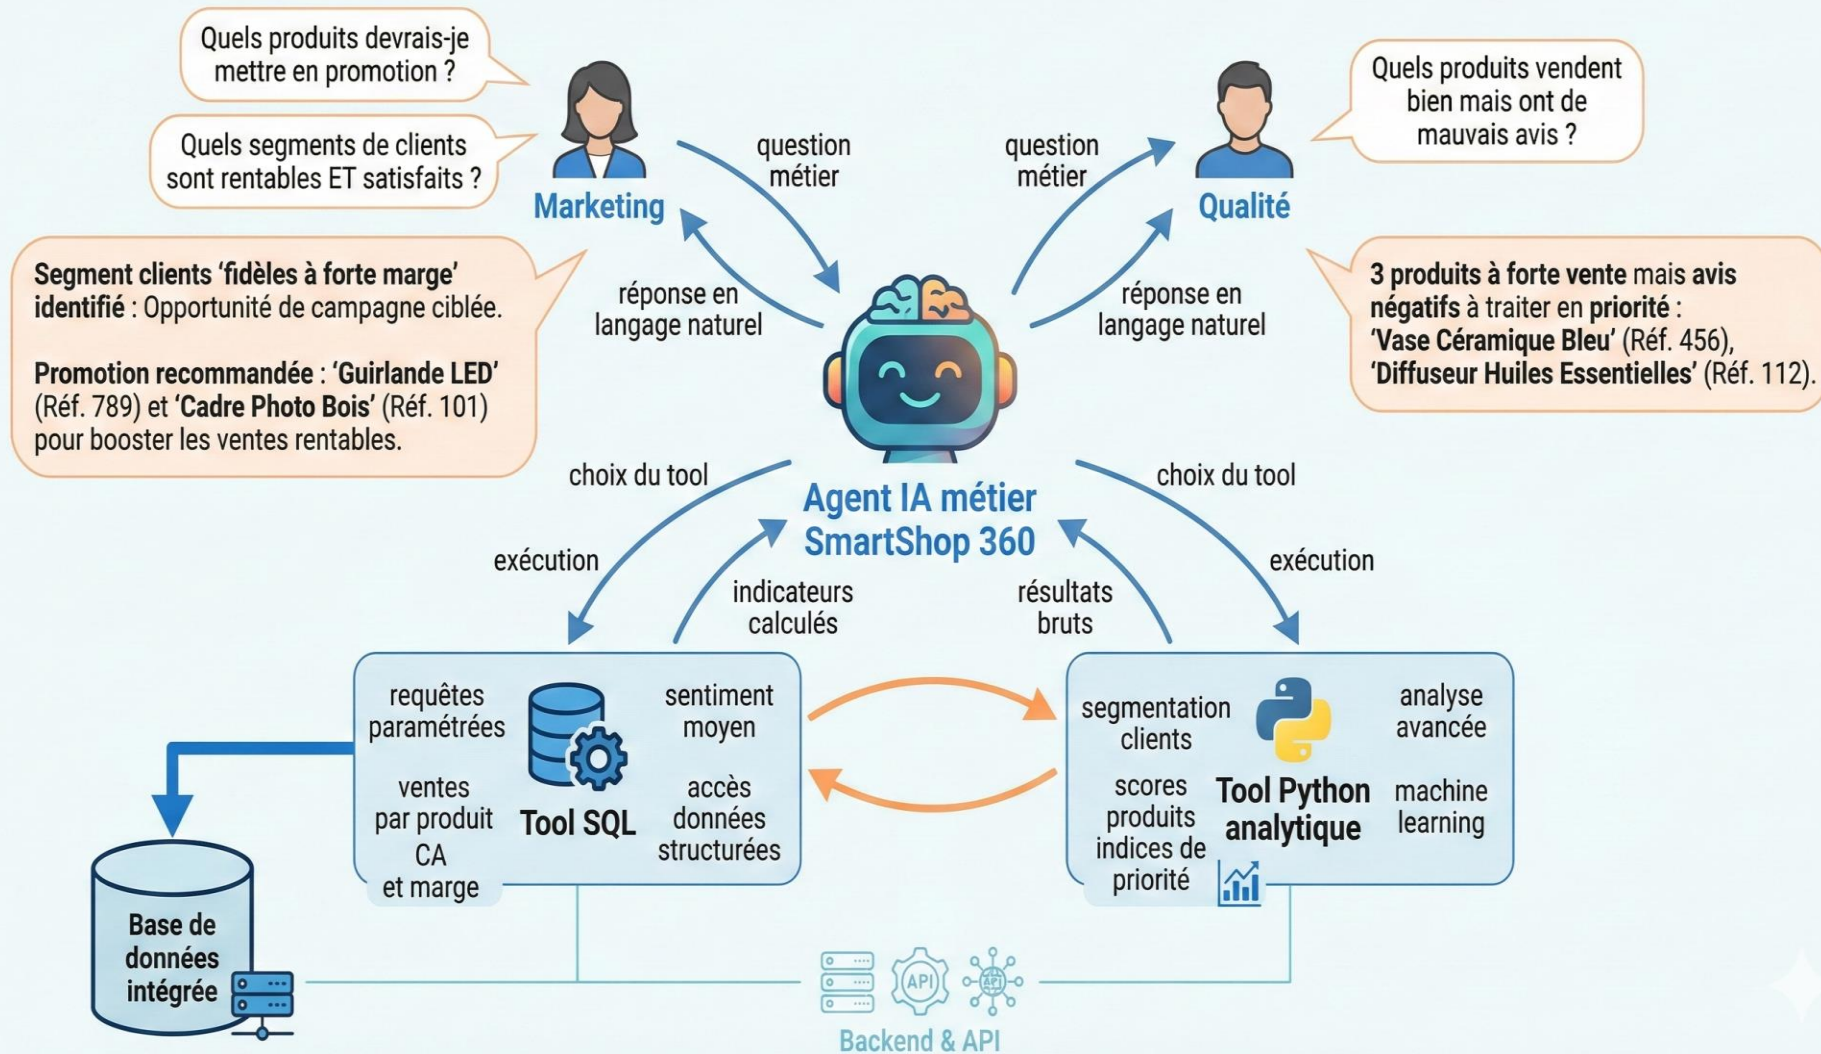 Quels produits devrais-je
mettre en promotion ?
Quels segments de clients
sont rentables ET satisfaits ?
Marketing
question
métier
réponse en
langage naturel
question
métier
réponse en
langage naturel
Qualité
Quels produits vendent
bien mais ont de
mauvais avis ?
Segment clients ‘fidèles à forte marge’
identifié : Opportunité de campagne ciblée.
Promotion recommandée : ‘Guirlande LED’
(Réf. 789) et ‘Cadre Photo Bois’ (Réf. 101)
pour booster les ventes rentables.
3 produits à forte vente mais avis
négatifs à traiter en priorité :
‘Vase Céramique Bleu’ (Réf. 456),
‘Diffuseur Huiles Essentielles’ (Réf. 112).
Agent IA métier
SmartShop 360
choix du tool
exécution
indicateurs
calculés
résultats
bruts
choix du tool
exécution
requêtes
paramétrées
ventes
par produit
CA
et marge
Tool SQL
sentiment
moyen
accès
données
structurées
segmentation
clients
scores
produits
indices de
priorité
Tool Python
analytique
analyse
avancée
machine
learning
Base de
données
intégrée
API
API
Backend & API